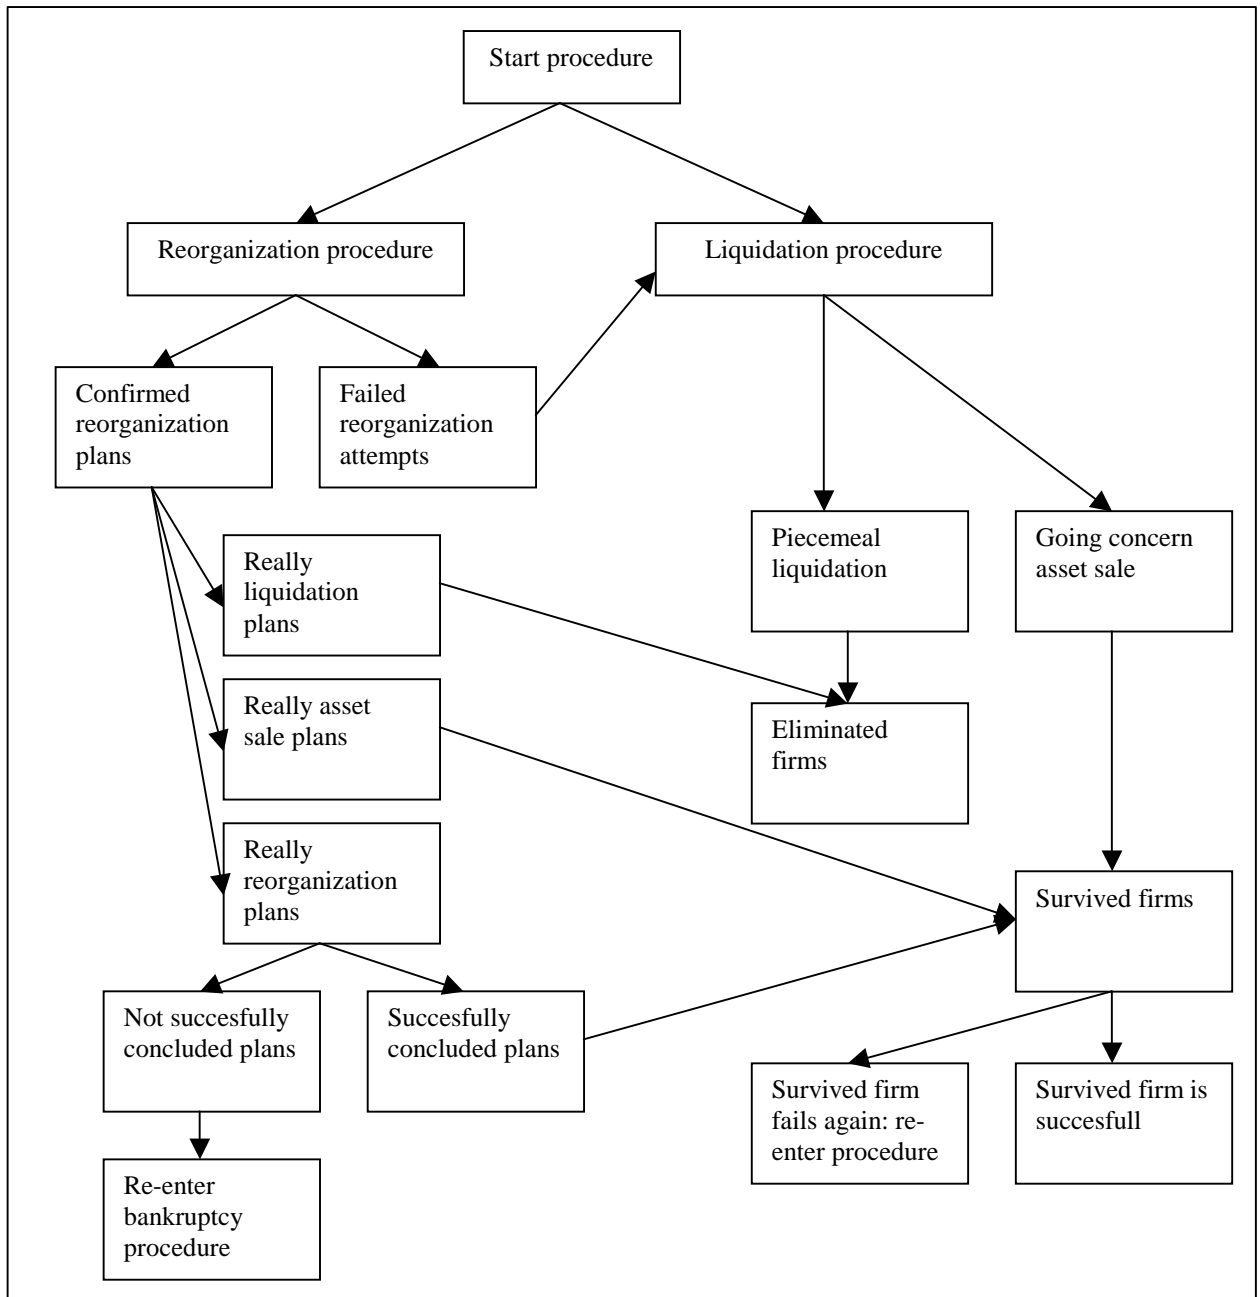 Start procedure
Reorganization procedure
Liquidation procedure
Confirmed
reorganization
plans
Failed
reorganization
attempts
Really
liquidation
plans
Piecemeal
liquidation
Going concern
asset sale
Really asset
sale plans
Eliminated
firms
Really
reorganization
plans
Survived firms
Not succesfully
concluded plans
Succesfully
concluded plans
Survived firm
fails again: re-
enter procedure
Survived firm is
succesfull
Re-enter
bankruptcy
procedure